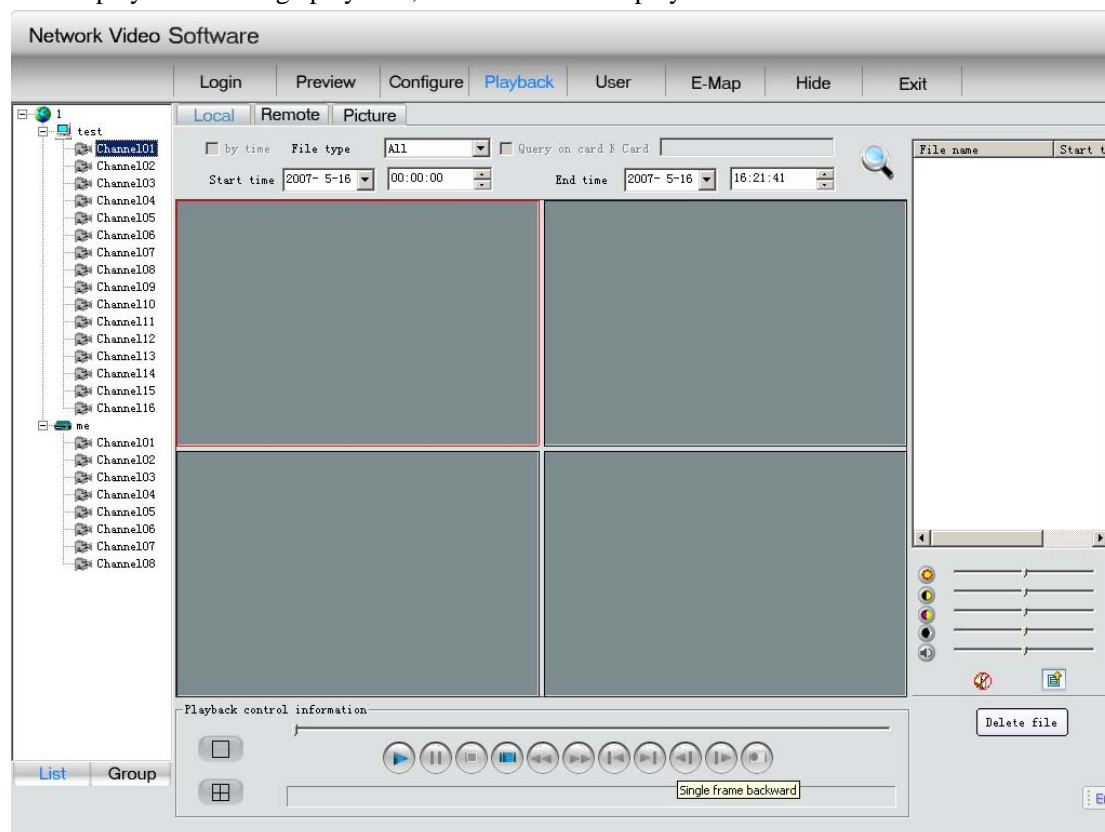 Network Video Software
Login Preview Configure Playback User E-Map Hide Exit
1
test
Channel01
Channel02
Channel03
Channel04
Channel05
Channel06
Channel07
Channel08
Channel09
Channel10
Channel11
Channel12
Channel13
Channel14
Channel15
Channel16
me
Channel01
Channel02
Channel03
Channel04
Channel05
Channel06
Channel07
Channel08
List Group
Local Remote Picture
by time File type All Query on card N Card
Start time 2007- 5-16 00:00:00 End time 2007- 5-16 16:21:41
File name Start t
Playback control information
Single frame backward
Delete file